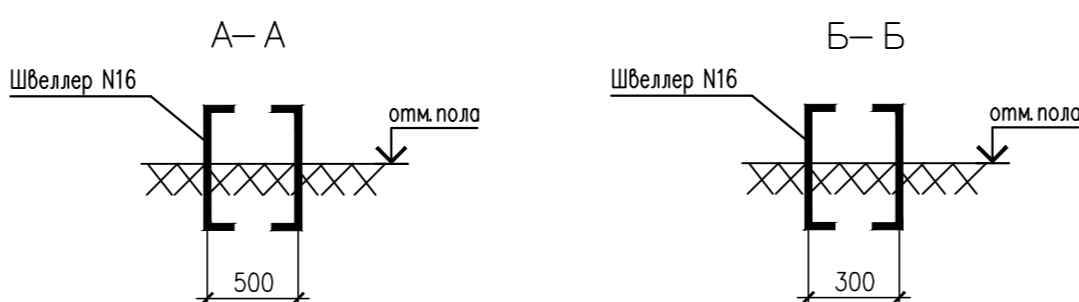 А–А
Швеллер N16
отм. пола
500
Б–Б
Швеллер N16
отм. пола
300